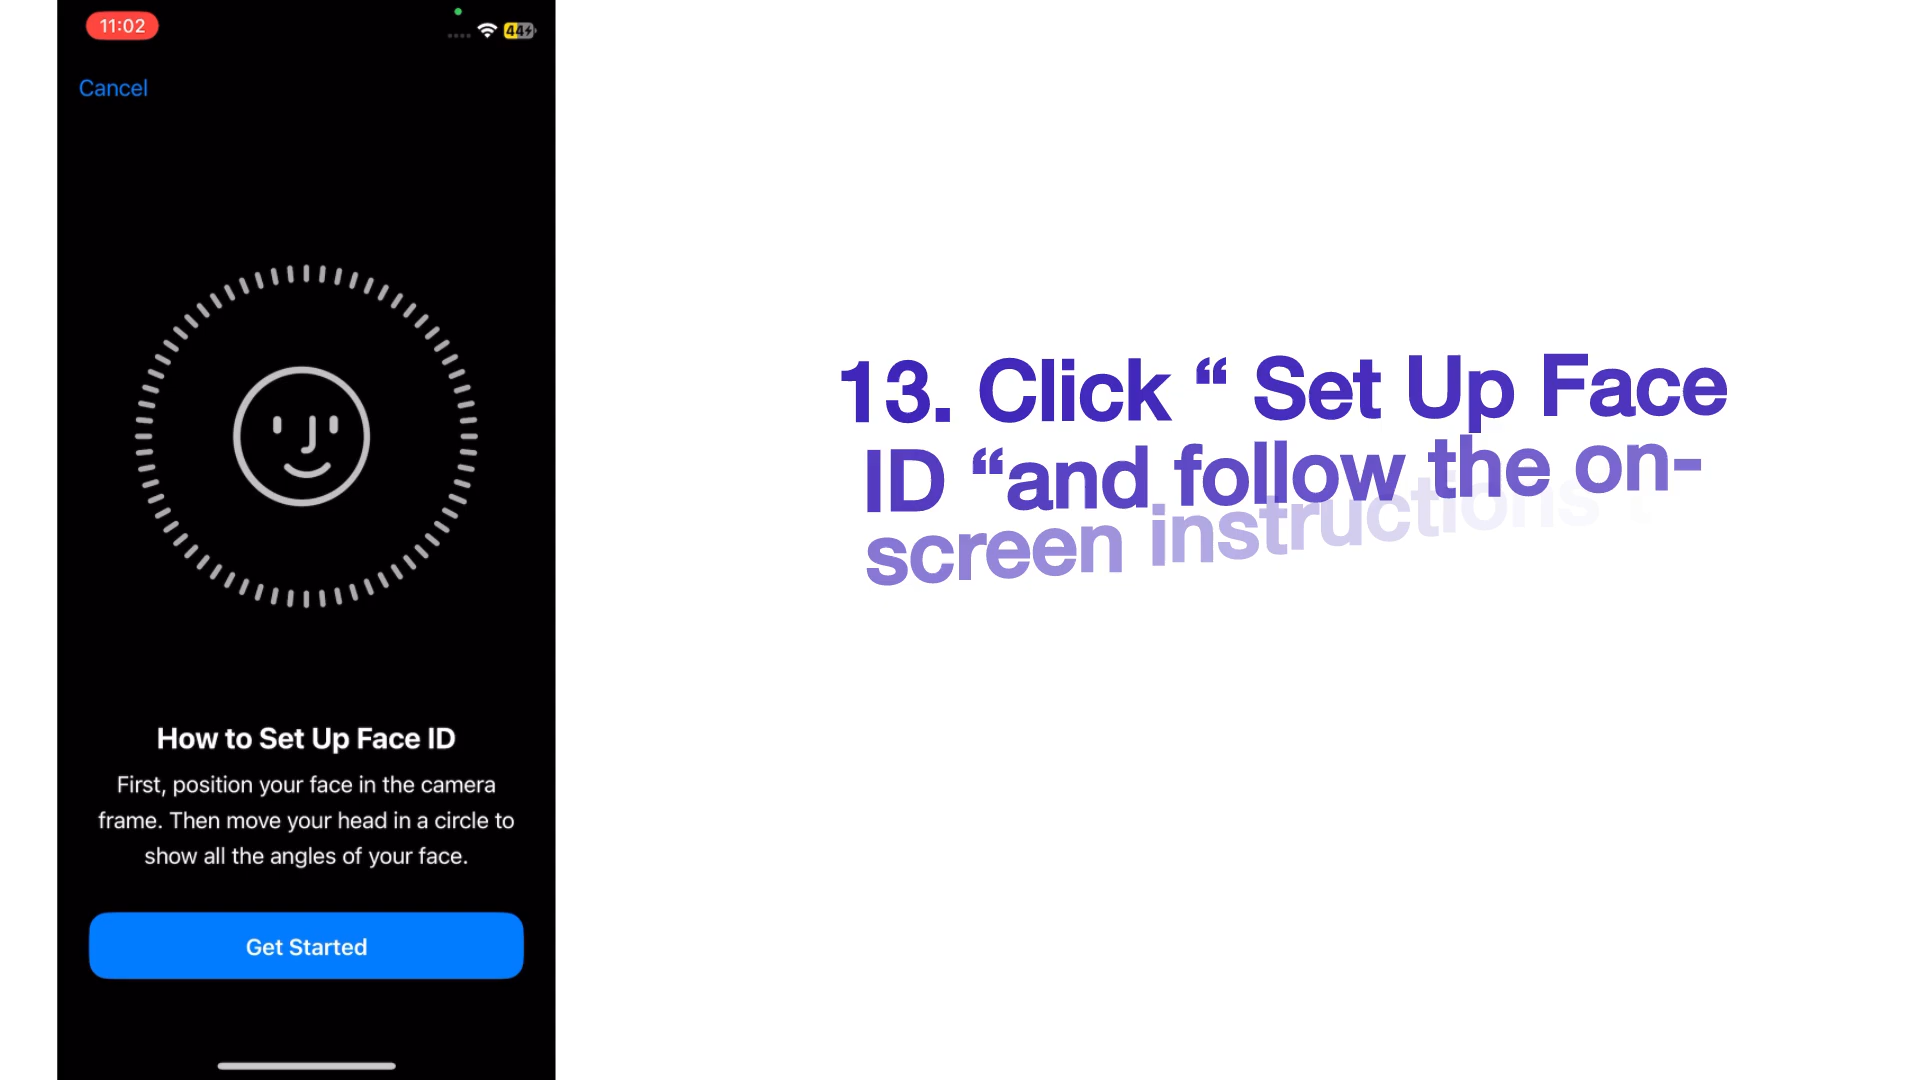 11:02
44
Cancel
How to Set Up Face ID
First, position your face in the camera
frame. Then move your head in a circle to
show all the angles of your face.
Get Started
13. Click “ Set Up Face
ID “and follow the on-
screen instructions t